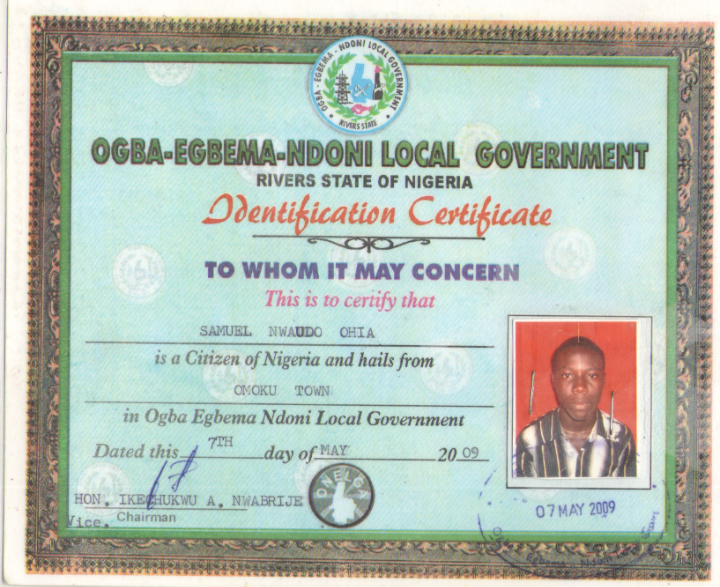 OGBA - EGBEMA - NDONI LOCAL GOVERNMENT
RIVERS STATE
OGBA-EGBEMA-NDONI LOCAL GOVERNMENT
RIVERS STATE OF NIGERIA
Identification Certificate
TO WHOM IT MAY CONCERN
This is to certify that
SAMUEL NWAUDO OHIA
is a Citizen of Nigeria and hails from
OMOKU TOWN
in Ogba Egbema Ndoni Local Government
Dated this 7TH day of MAY 20 09
HON. IKECHUKWU A. NWABRIJE
Vice. Chairman
ONELGA
07 MAY 2009